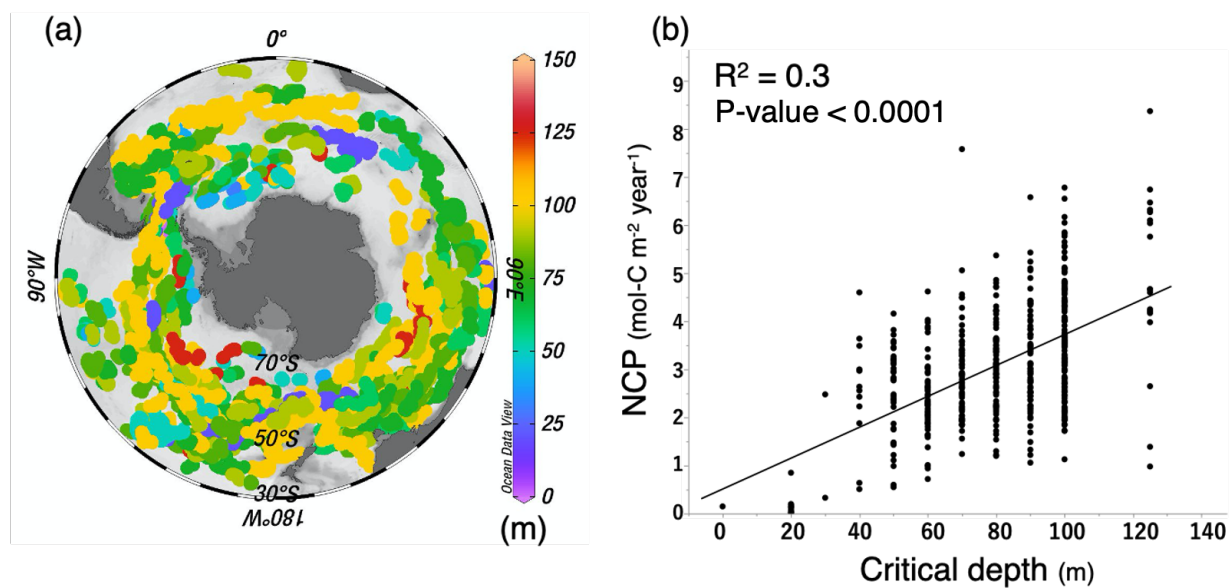 (a)
0°
150
125
100
75
50
25
0
(m)
Ocean Data View
90°W
90°E
70°S
50°S
30°S
180°W
(b)
R² = 0.3
P-value < 0.0001
NCP (mol-C m⁻² year⁻¹)
9
8
7
6
5
4
3
2
1
0
0 20 40 60 80 100 120 140
Critical depth (m)